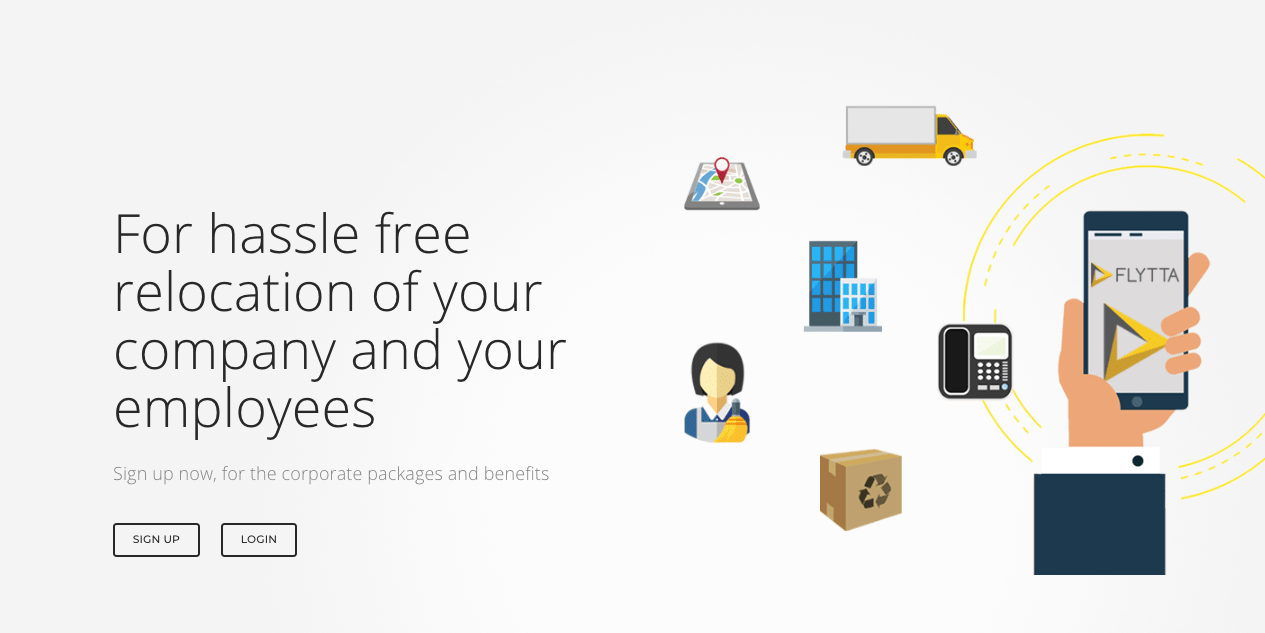 For hassle free
relocation of your
company and your
employees
Sign up now, for the corporate packages and benefits
SIGN UP
LOGIN
FLYTTA